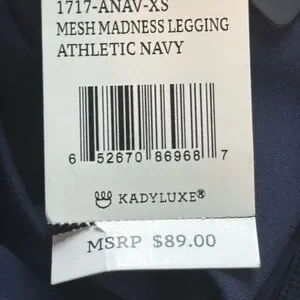 1717-ANAV-XS
MESH MADNESS LEGGING
ATHLETIC NAVY
6 52670 86968 7
KADYLUXE®
MSRP $89.00